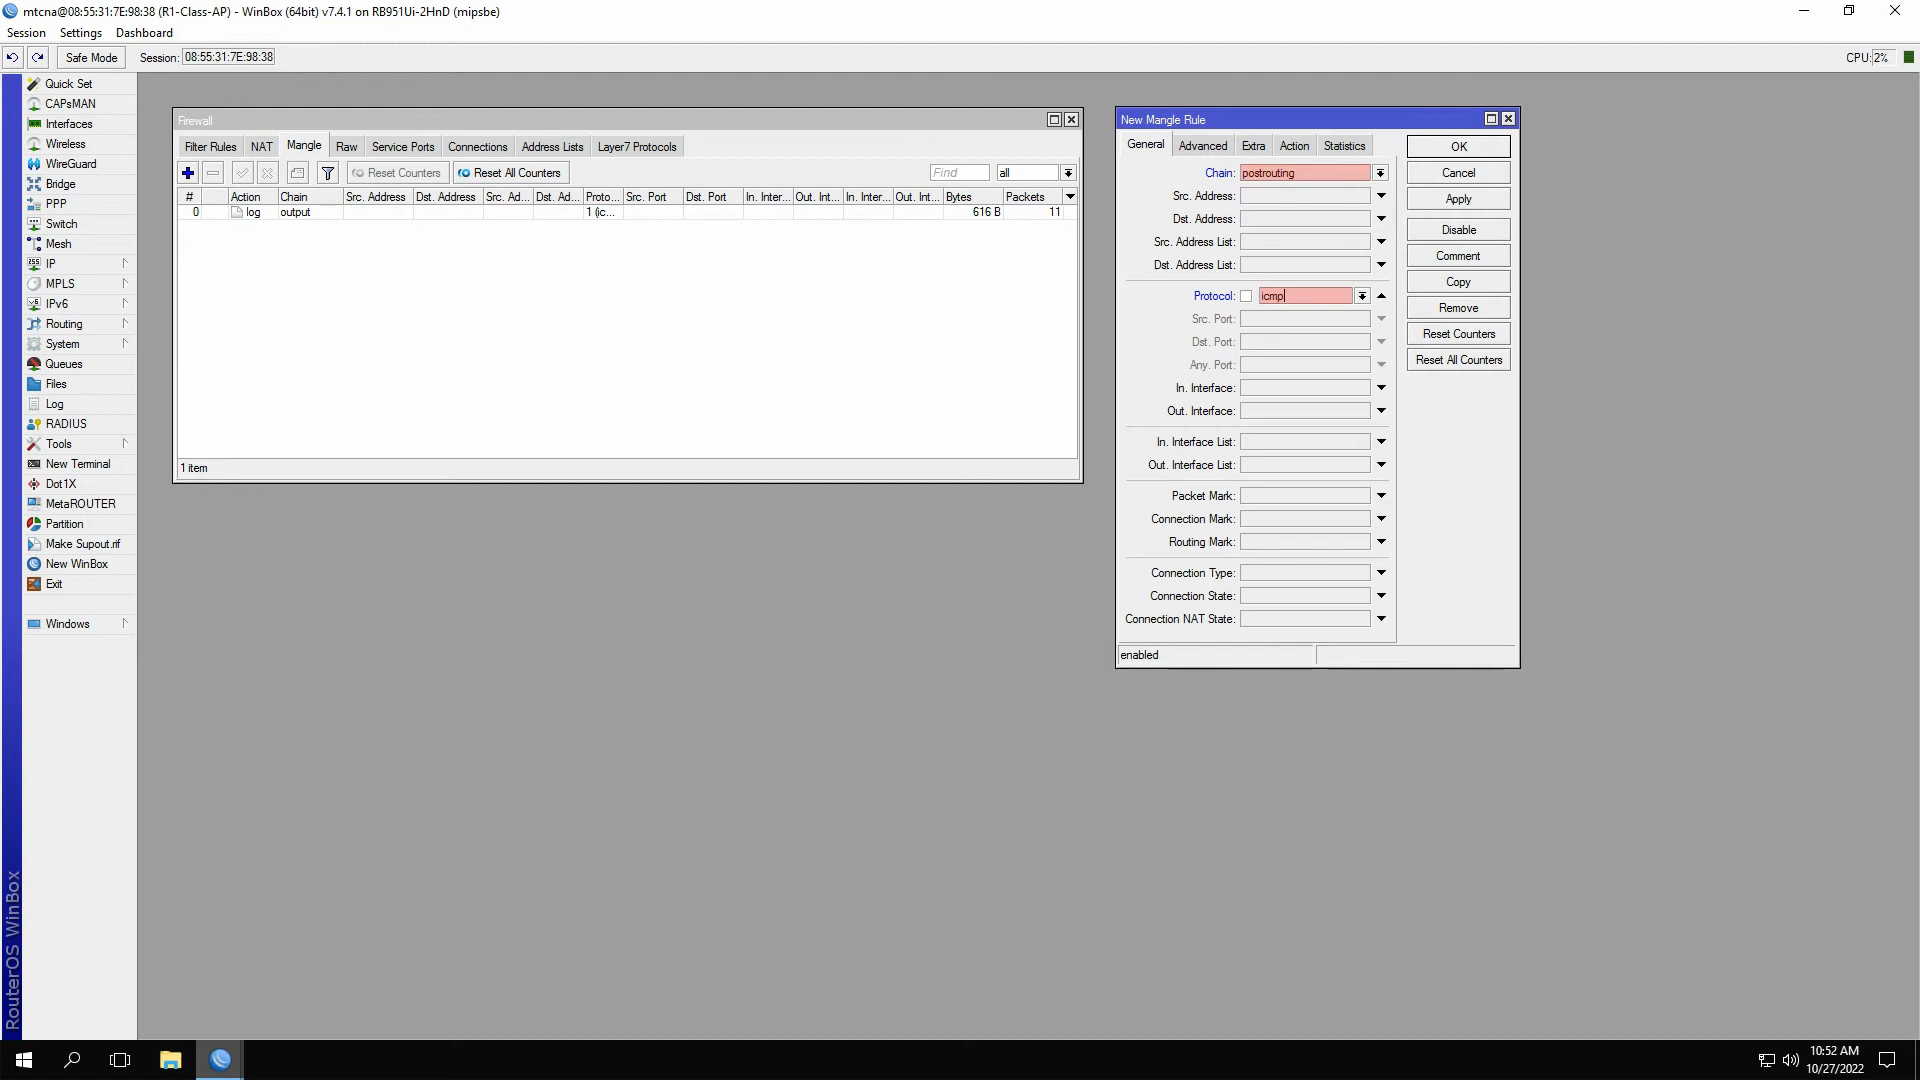 mtcna@08:55:31:7E:98:38 (R1-Class-AP) - WinBox (64bit) v7.4.1 on RB951Ui-2HnD (mipsbe)
Session Settings Dashboard
Safe Mode Session: 08:55:31:7E:98:38 CPU: 2%
Quick Set
CAPsMAN
Interfaces
Wireless
WireGuard
Bridge
PPP
Switch
Mesh
IP
MPLS
IPv6
Routing
System
Queues
Files
Log
RADIUS
Tools
New Terminal
Dot1X
MetaROUTER
Partition
Make Supout.rif
New WinBox
Exit
Windows
RouterOS WinBox
Firewall
Filter Rules NAT Mangle Raw Service Ports Connections Address Lists Layer7 Protocols
Reset Counters Reset All Counters Find all
# Action Chain Src. Address Dst. Address Src. Ad... Dst. Ad... Proto... Src. Port Dst. Port In. Inter... Out. Int... In. Inter... Out. Int... Bytes Packets
0 log output 1 (ic... 616 B 11
1 item
New Mangle Rule
General Advanced Extra Action Statistics
Chain: postrouting
Src. Address:
Dst. Address:
Src. Address List:
Dst. Address List:
Protocol: icmp
Src. Port:
Dst. Port:
Any. Port:
In. Interface:
Out. Interface:
In. Interface List:
Out. Interface List:
Packet Mark:
Connection Mark:
Routing Mark:
Connection Type:
Connection State:
Connection NAT State:
enabled
OK
Cancel
Apply
Disable
Comment
Copy
Remove
Reset Counters
Reset All Counters
10:52 AM
10/27/2022